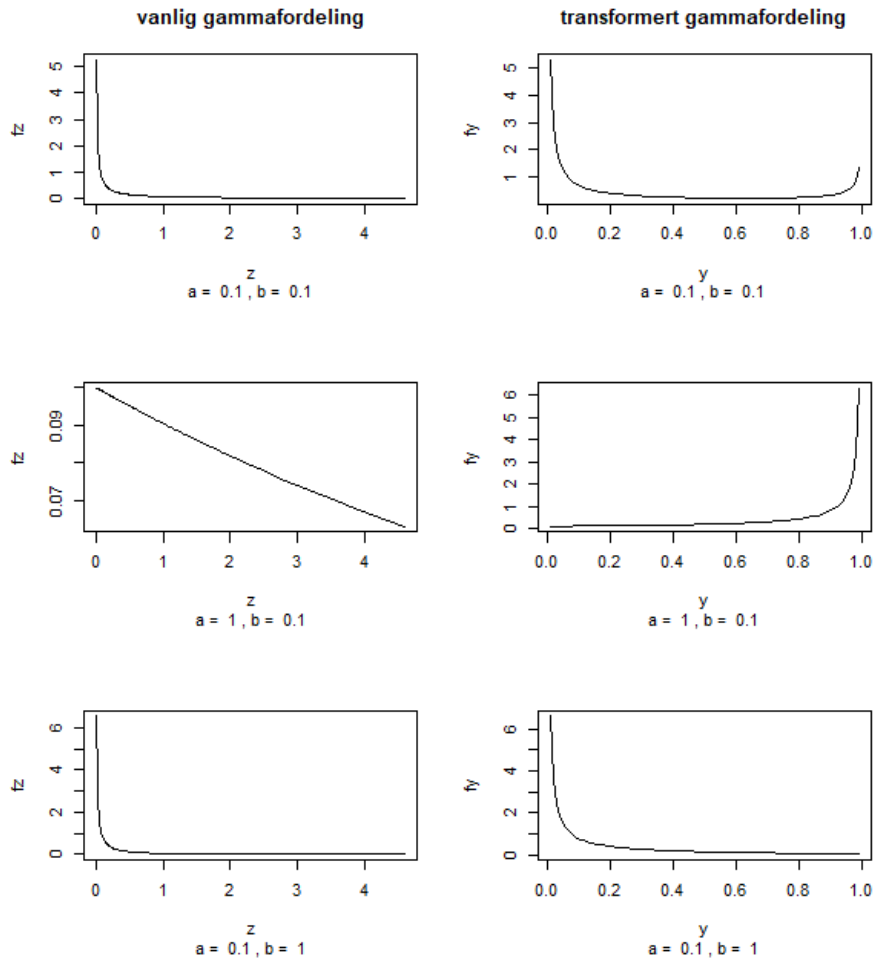 vanlig gammafordeling
fz
5
4
3
2
1
0
0 1 2 3 4
z
a = 0.1 , b = 0.1
transformert gammafordeling
fy
5
4
3
2
1
0.0 0.2 0.4 0.6 0.8 1.0
y
a = 0.1 , b = 0.1
fz
0.09
0.07
0 1 2 3 4
z
a = 1 , b = 0.1
fy
6
5
4
3
2
1
0
0.0 0.2 0.4 0.6 0.8 1.0
y
a = 1 , b = 0.1
fz
6
4
2
0
0 1 2 3 4
z
a = 0.1 , b = 1
fy
6
4
2
0
0.0 0.2 0.4 0.6 0.8 1.0
y
a = 0.1 , b = 1